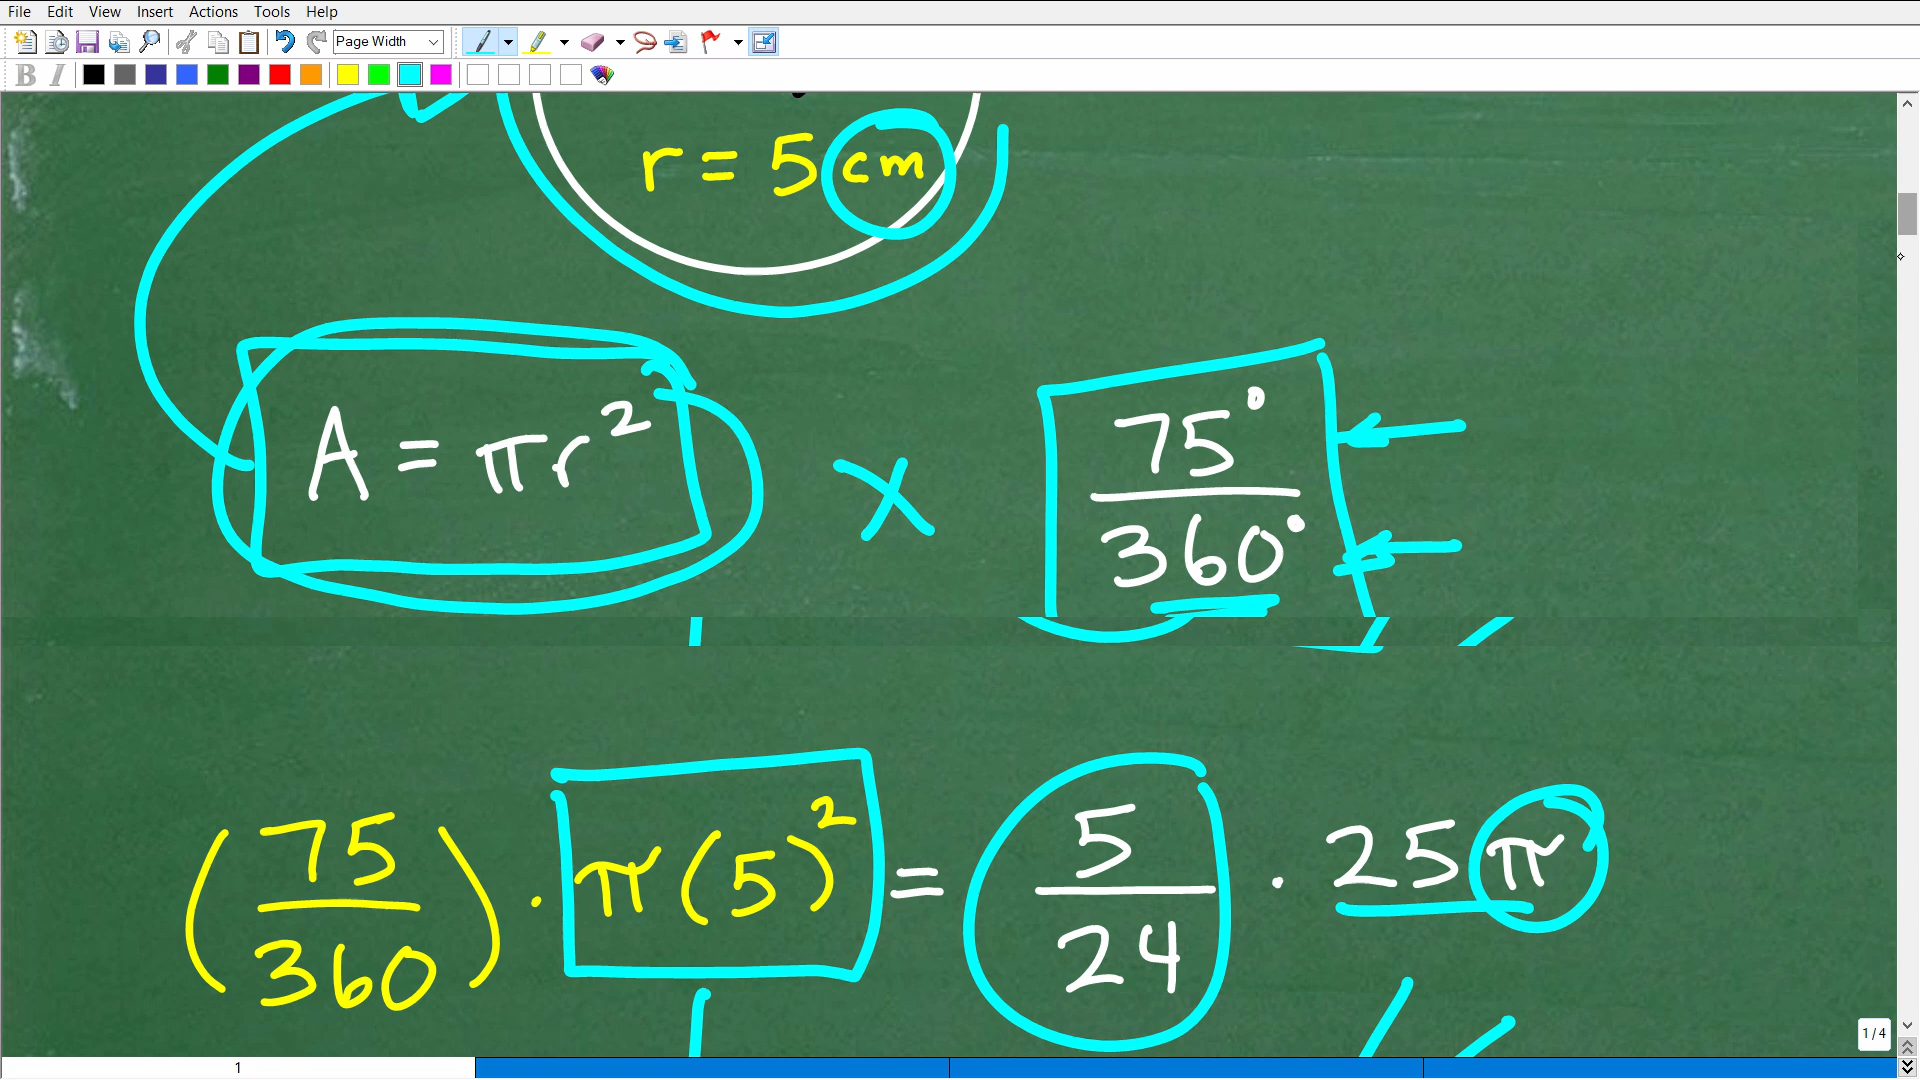 File Edit View Insert Actions Tools Help
Page Width
B I
r = 5 cm
A = πr² × 75°/360°
(75/360) · π(5)² = 5/24 · 25π
1 / 4
1